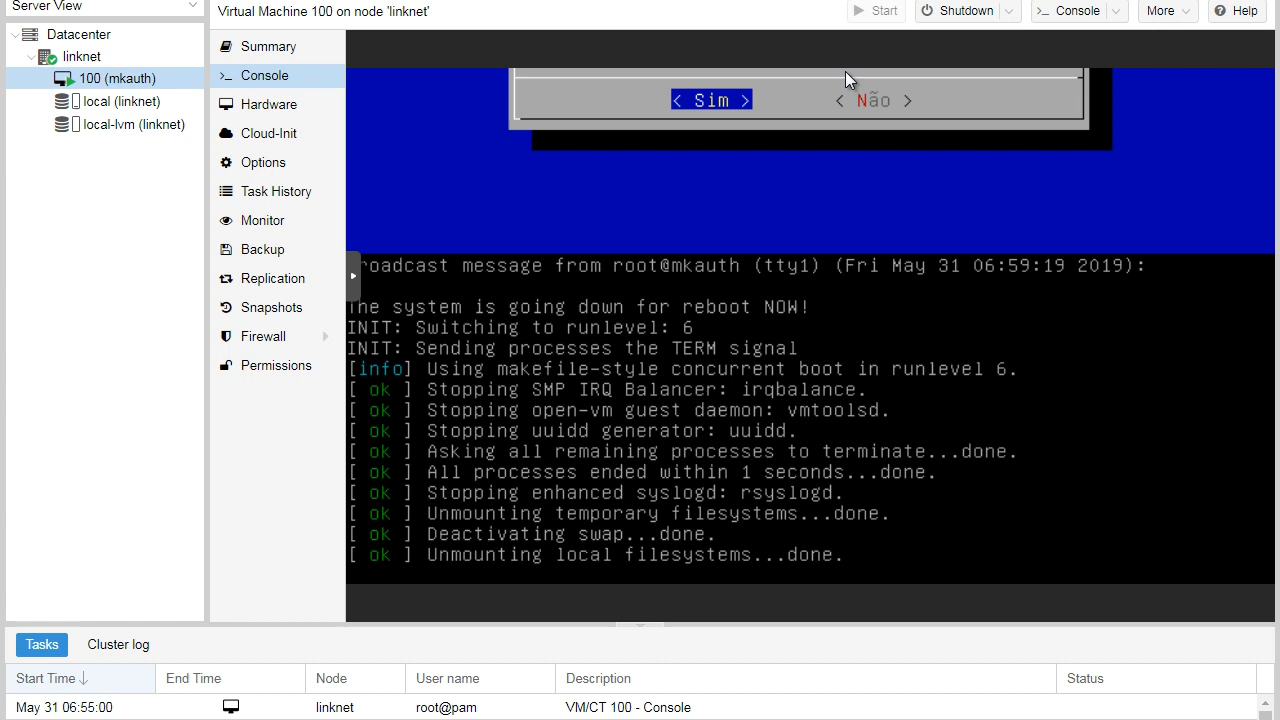 Server View
Virtual Machine 100 on node 'linknet'
Start
Shutdown
Console
More
Help
Datacenter
linknet
100 (mkauth)
local (linknet)
local-lvm (linknet)
Summary
Console
Hardware
Cloud-Init
Options
Task History
Monitor
Backup
Replication
Snapshots
Firewall
Permissions
< Sim > < Não >
roadcast message from root@mkauth (tty1) (Fri May 31 06:59:19 2019):
The system is going down for reboot NOW!
INIT: Switching to runlevel: 6
INIT: Sending processes the TERM signal
[info] Using makefile-style concurrent boot in runlevel 6.
[ ok ] Stopping SMP IRQ Balancer: irqbalance.
[ ok ] Stopping open-vm guest daemon: vmtoolsd.
[ ok ] Stopping uuidd generator: uuidd.
[ ok ] Asking all remaining processes to terminate...done.
[ ok ] All processes ended within 1 seconds...done.
[ ok ] Stopping enhanced syslogd: rsyslogd.
[ ok ] Unmounting temporary filesystems...done.
[ ok ] Deactivating swap...done.
[ ok ] Unmounting local filesystems...done.
Tasks Cluster log
Start Time End Time Node User name Description Status
May 31 06:55:00 linknet root@pam VM/CT 100 - Console